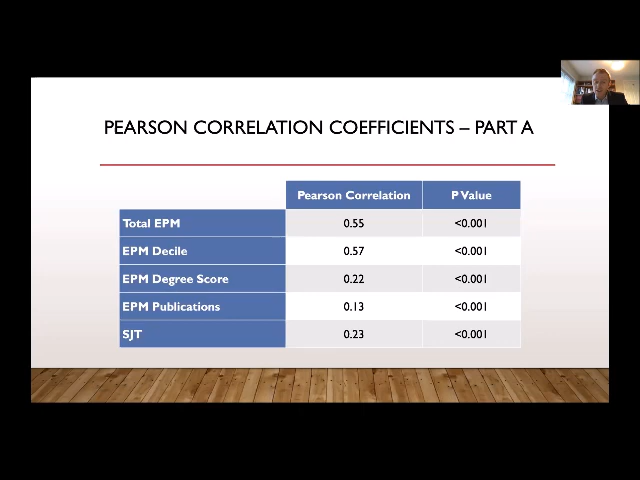 PEARSON CORRELATION COEFFICIENTS – PART A
Pearson Correlation P Value
Total EPM 0.55 <0.001
EPM Decile 0.57 <0.001
EPM Degree Score 0.22 <0.001
EPM Publications 0.13 <0.001
SJT 0.23 <0.001